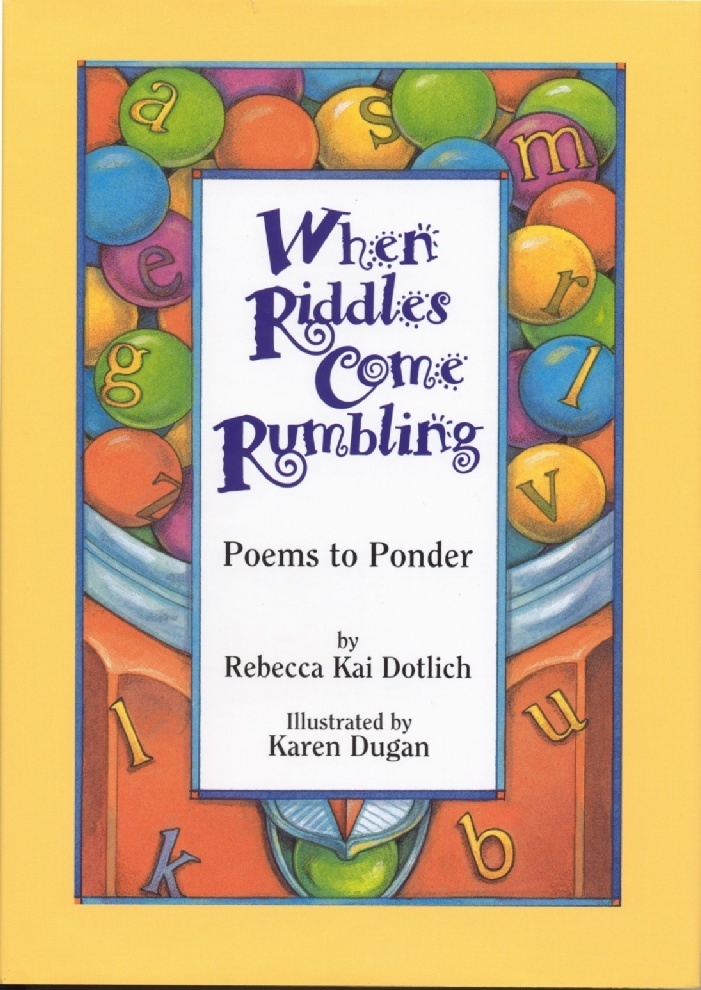 a
s
m
e
r
g
l
v
When
Riddles
Come
Rumbling
Poems to Ponder
by
Rebecca Kai Dotlich
Illustrated by
Karen Dugan
l
u
k
b